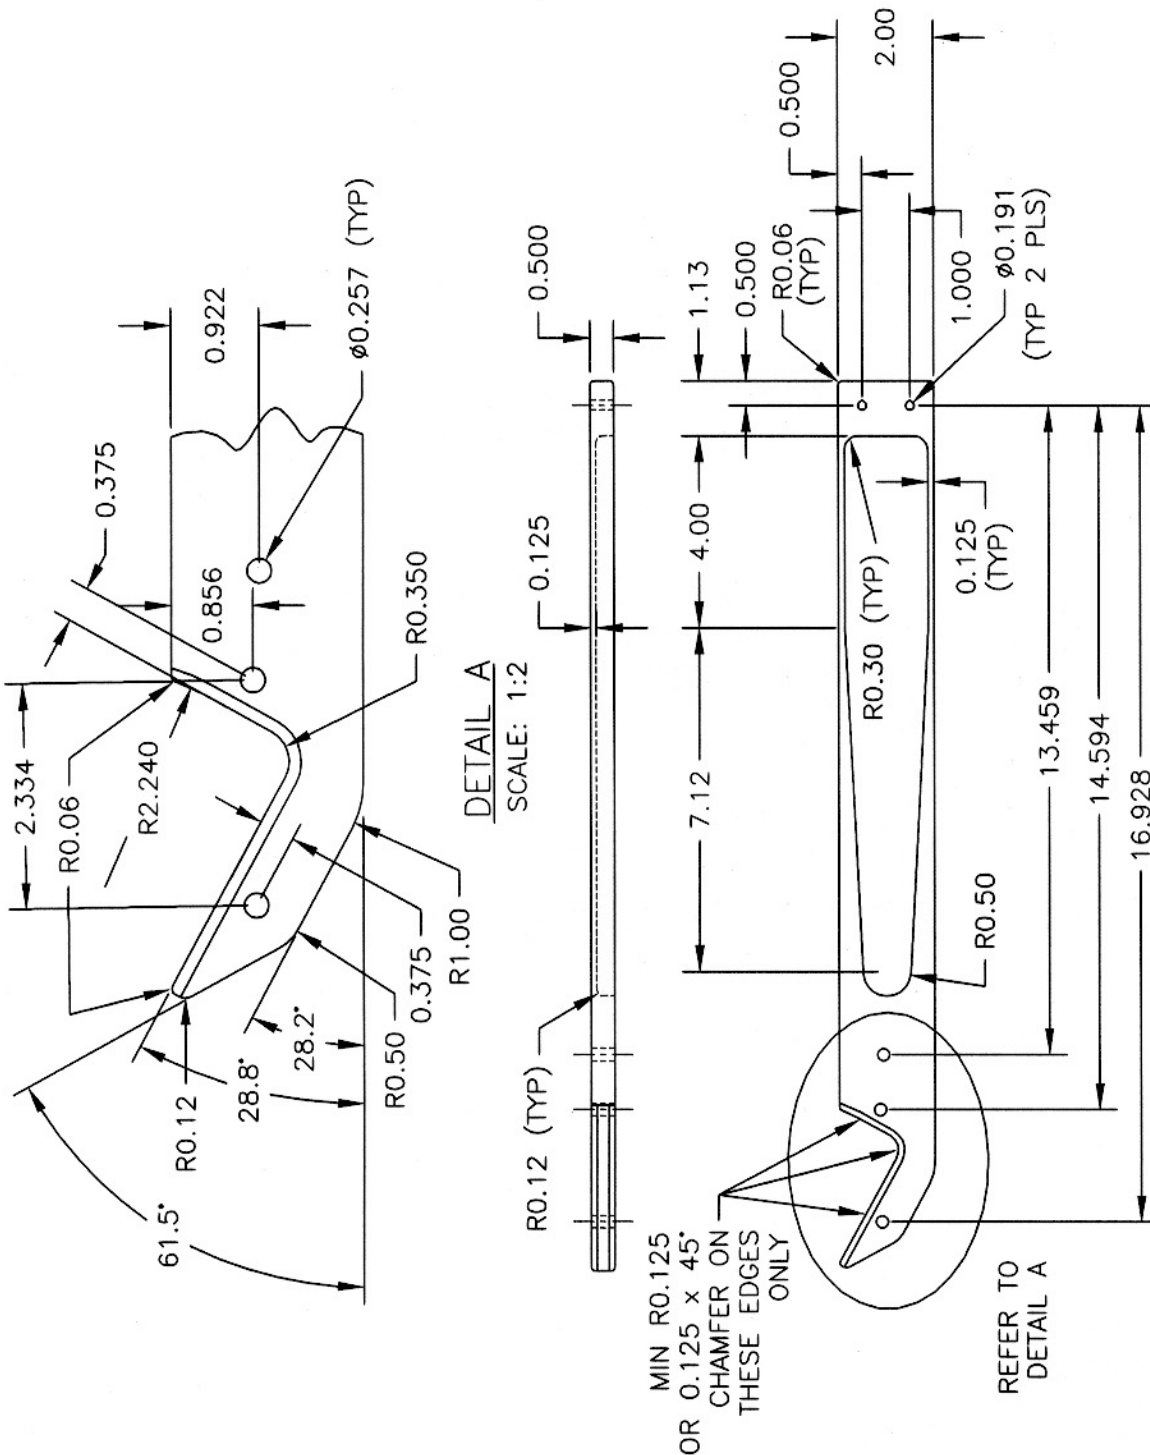 0.375
0.922
ø0.257 (TYP)
0.856
2.334
R0.06
R2.240
R0.350
0.375
R1.00
R0.50
28.2°
28.8°
R0.12
61.5°
DETAIL A
SCALE: 1:2
0.500
0.125
R0.12 (TYP)
0.500
2.00
1.13
0.500
R0.06
(TYP)
1.000
ø0.191
(TYP 2 PLS)
4.00
7.12
R0.30 (TYP)
0.125
(TYP)
R0.50
13.459
14.594
16.928
MIN R0.125
OR 0.125 x 45°
CHAMFER ON
THESE EDGES
ONLY
REFER TO
DETAIL A